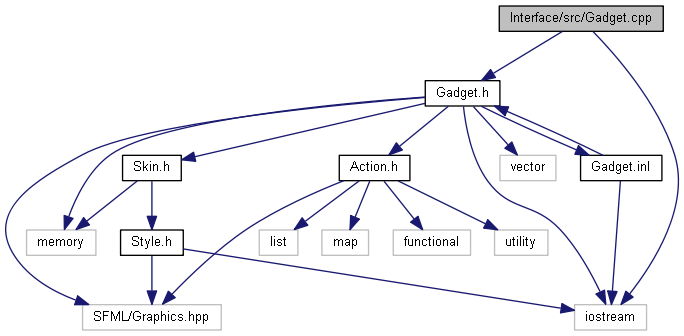 Interface/src/Gadget.cpp
Gadget.h
Skin.h
Action.h
vector
Gadget.inl
memory
Style.h
list
map
functional
utility
SFML/Graphics.hpp
iostream